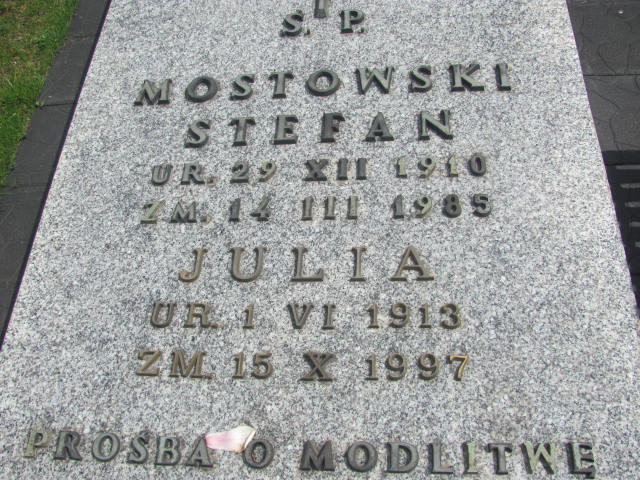 S. P.
MOSTOWSKI
STEFAN
UR. 29 XII 1910
ZM. 14 III 1985
JULIA
UR. 1 VI 1913
ZM. 15 X 1997
PROSBA O MODLITWĘ